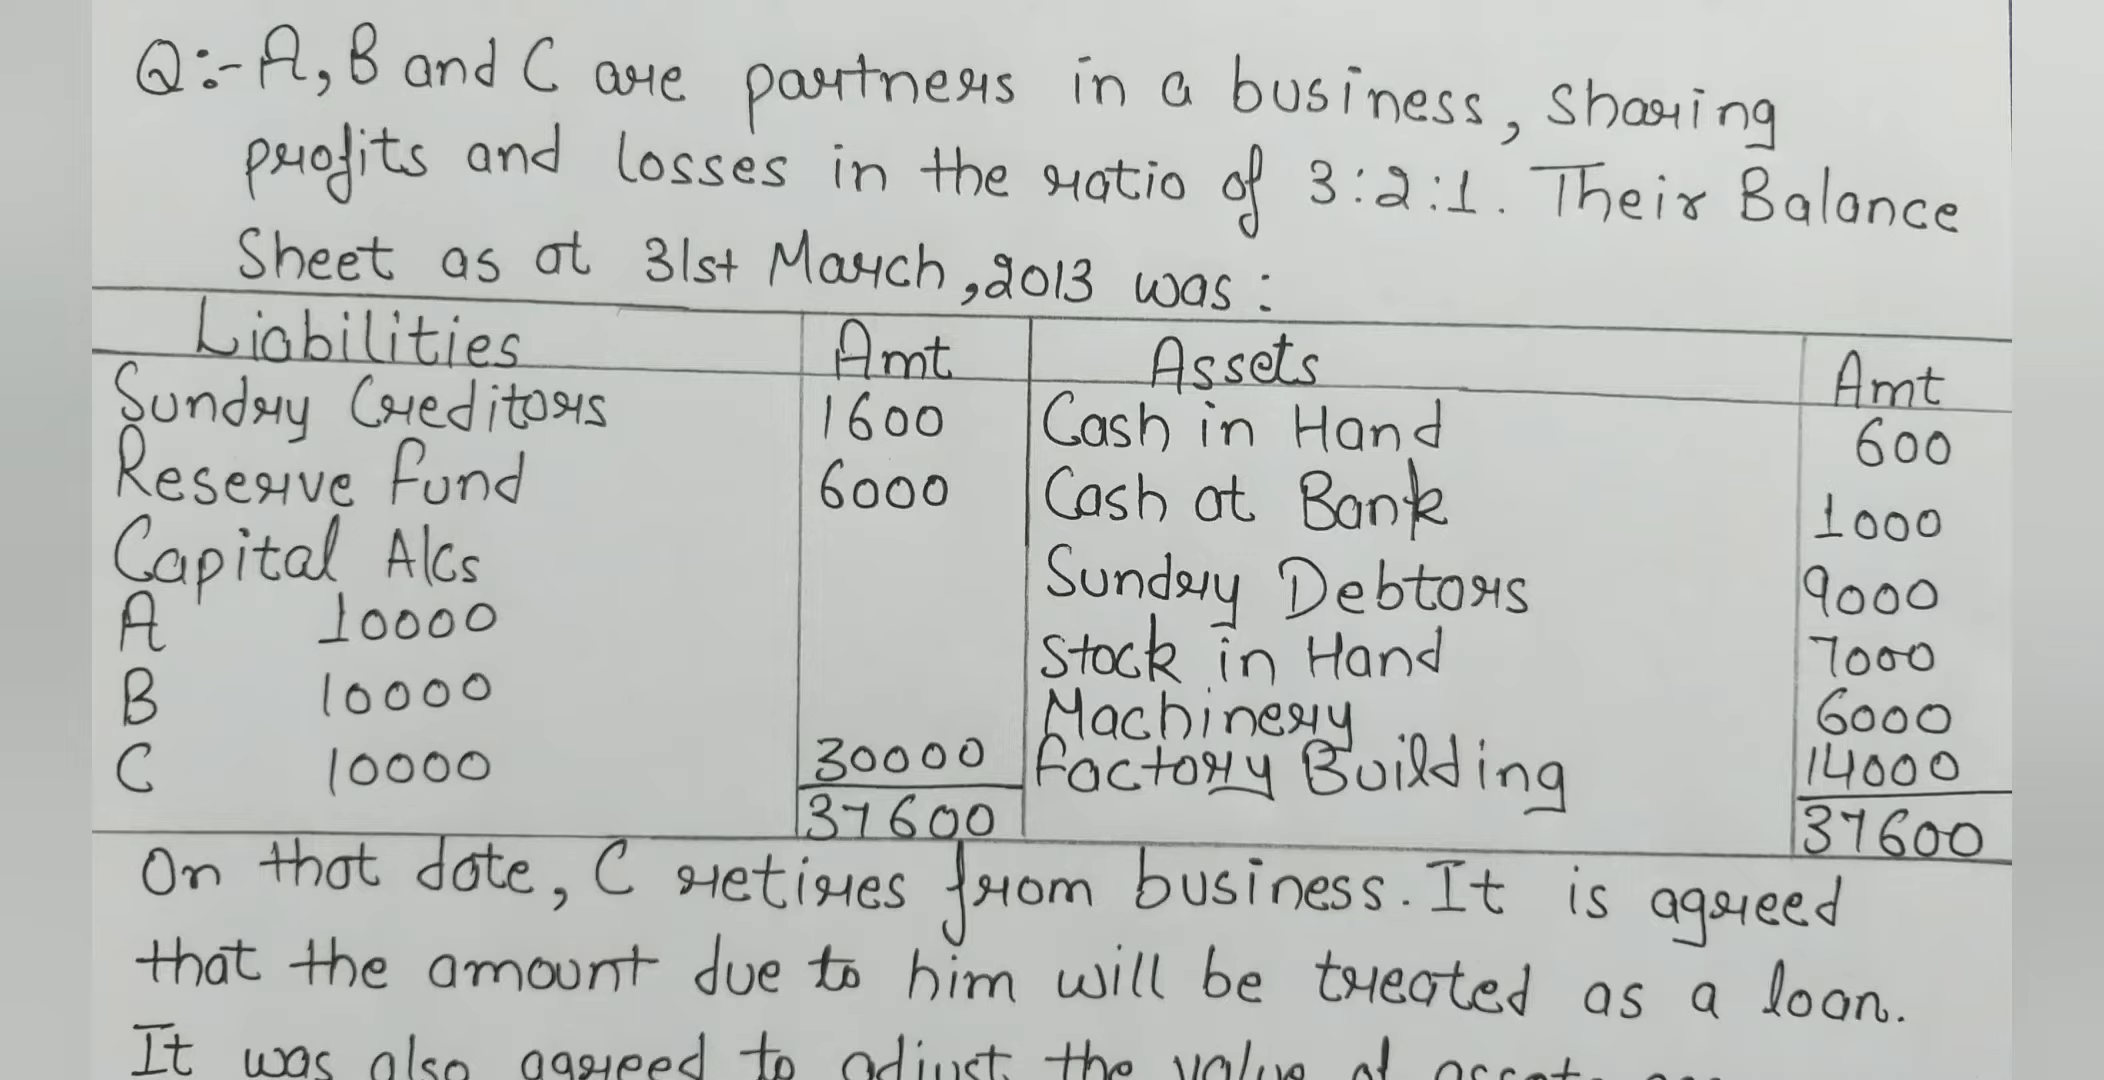 Q:- A, B and C are partners in a business, sharing
profits and losses in the ratio of 3:2:1. Their Balance
Sheet as at 31st March, 2013 was:
Liabilities Amt Assets Amt
Sundry Creditors 1600 Cash in Hand 600
Reserve Fund 6000 Cash at Bank 1000
Capital A/cs Sundry Debtors 9000
A 10000 Stock in Hand 7000
B 10000 Machinery 6000
C 10000 30000 Factory Building 14000
37600 37600
On that date, C retires from business. It is agreed
that the amount due to him will be treated as a loan.
It was also agreed to adjust the value of assets